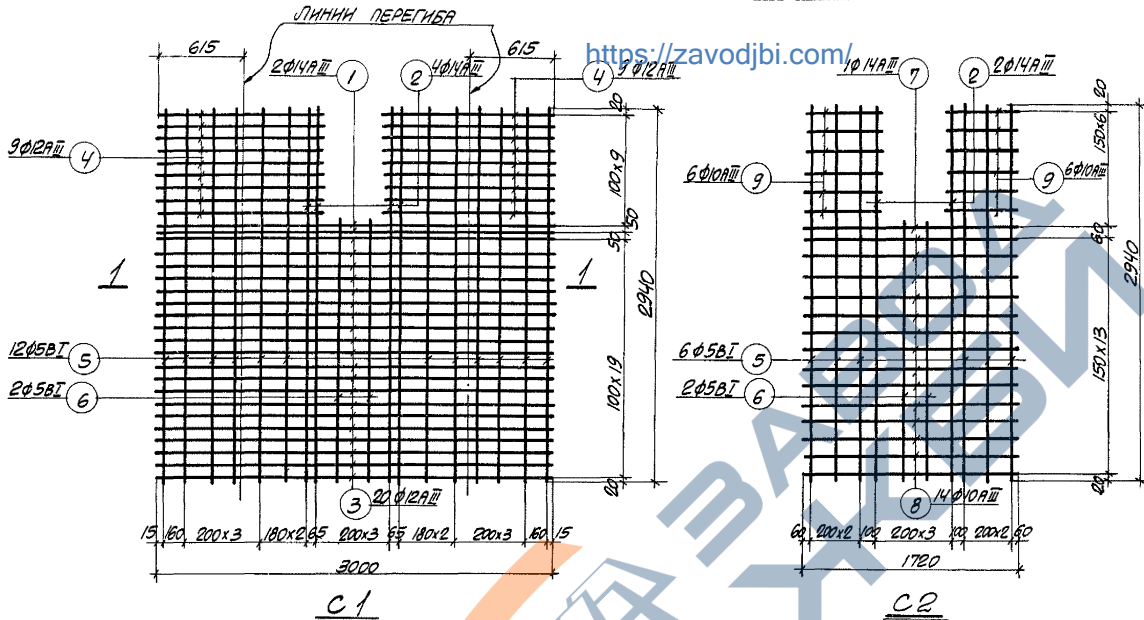 ЛИНИИ ПЕРЕГИБА
https://zavodjbi.com/
615
615
2Ф14АIII
1
2
4Ф14АIII
4
9Ф12АIII
9Ф12АIII
4
20
100х9
50
50
2940
100х19
20
1
1
12Ф5ВI
5
2Ф5ВI
6
3
20Ф12АIII
15
160
200х3
180х2
65
200х3
65
180х2
200х3
160
15
3000
С1
1Ф14АIII
7
2
2Ф14АIII
6Ф10АIII
9
9
6Ф10АIII
20
150х6
60
2940
150х13
20
6Ф5ВI
5
2Ф5ВI
6
8
14Ф10АIII
60
200х2
100
200х3
100
200х2
60
1720
С2
ЗАВОД
ЖБИ